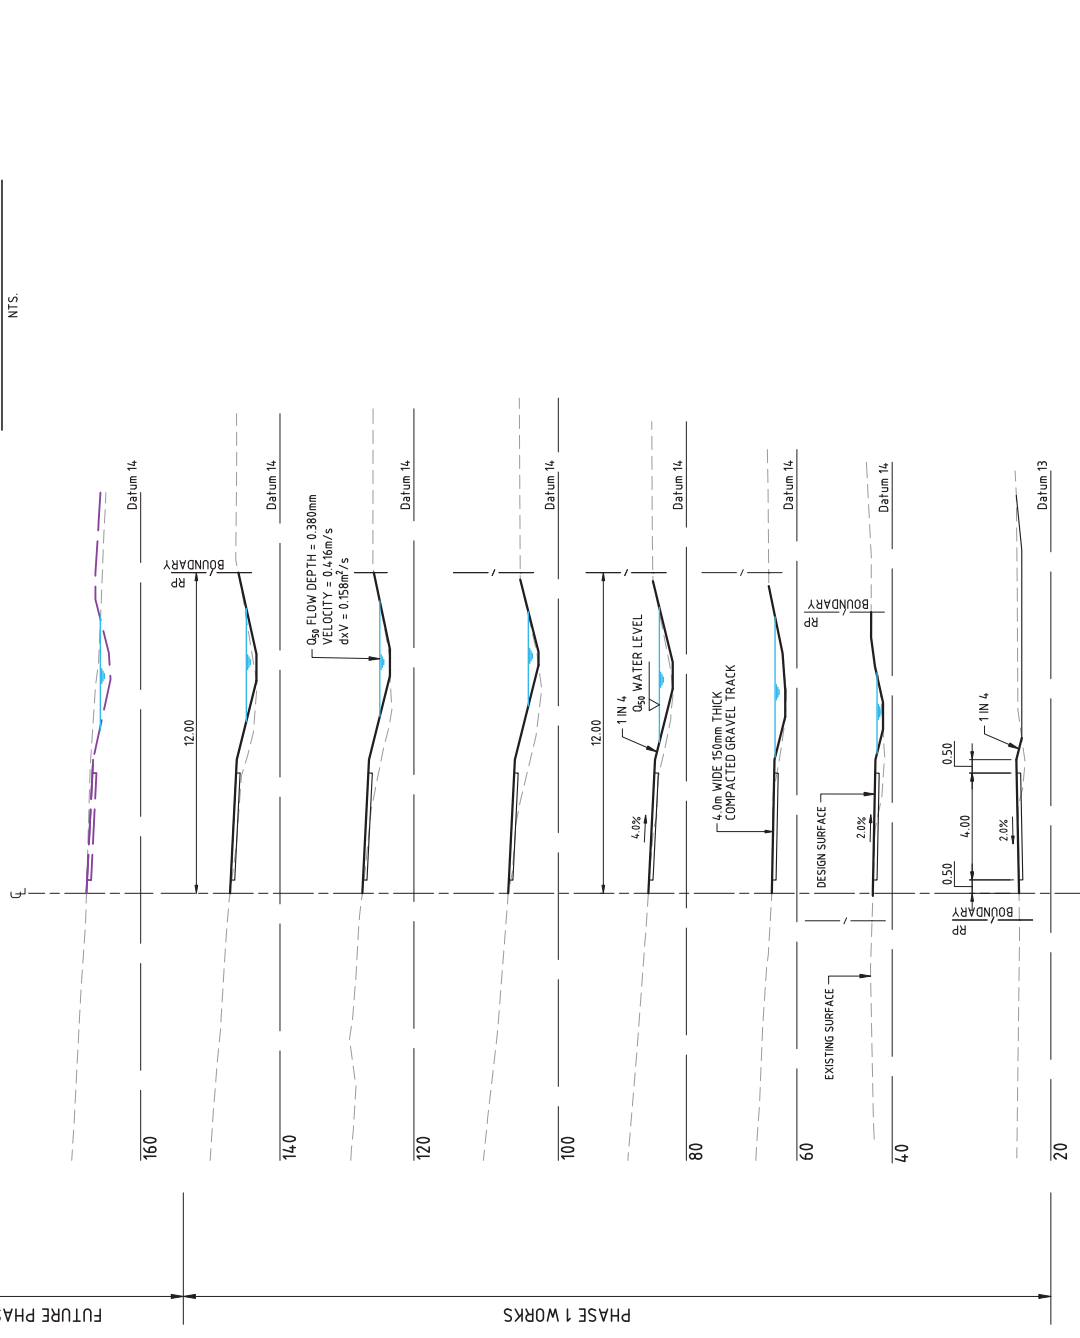 NTS.
Datum 14
160
RP
BOUNDARY
12.00
Datum 14
140
Q50 FLOW DEPTH = 0.380mm
VELOCITY = 0.416m/s
dxV = 0.158m²/s
Datum 14
120
Datum 14
100
12.00
1 IN 4
Q50 WATER LEVEL
4.0%
Datum 14
80
4.0m WIDE 150mm THICK
COMPACTED GRAVEL TRACK
Datum 14
60
RP
BOUNDARY
DESIGN SURFACE
2.0%
EXISTING SURFACE
Datum 14
40
0.50
4.00
0.50
2.0%
1 IN 4
RP
BOUNDARY
Datum 13
20
FUTURE
PHASE 1 WORKS